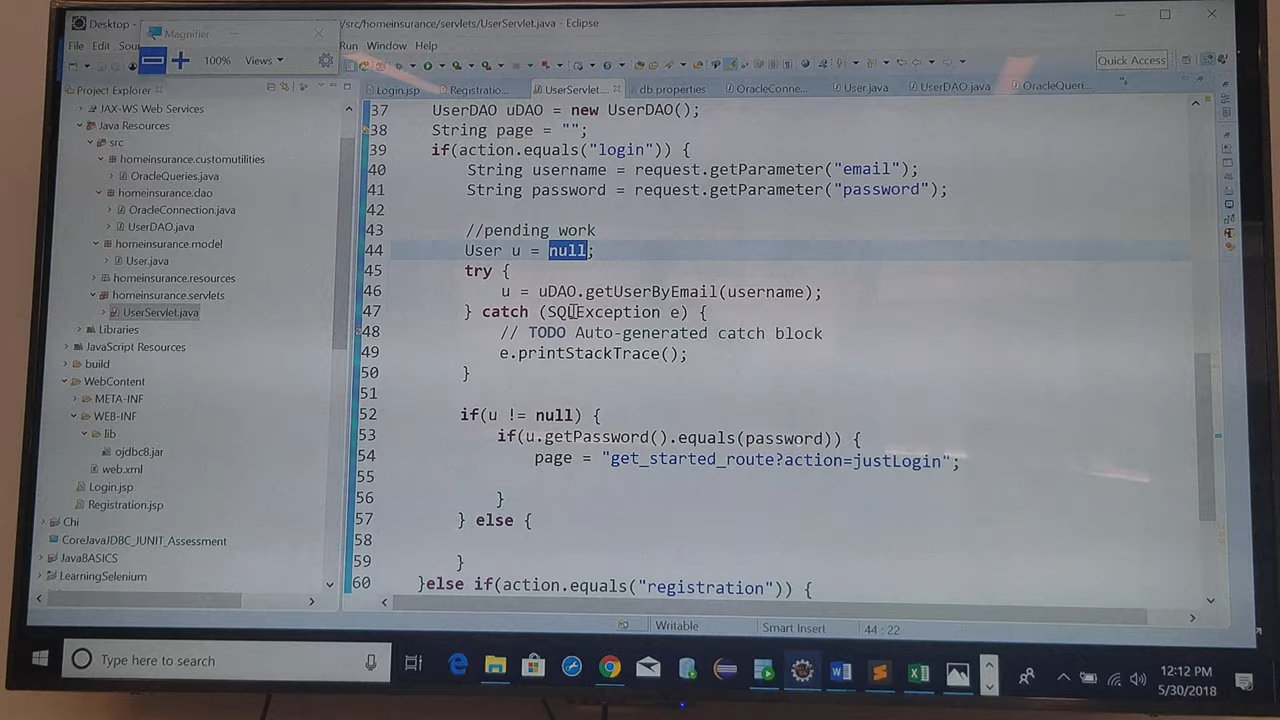 Desktop - /src/homeinsurance/servlets/UserServlet.java - Eclipse
Magnifier
100% Views
File Edit Sour Run Window Help
Quick Access
Project Explorer
JAX-WS Web Services
Java Resources
src
homeinsurance.customutilities
OracleQueries.java
homeinsurance.dao
OracleConnection.java
UserDAO.java
homeinsurance.model
User.java
homeinsurance.resources
homeinsurance.servlets
UserServlet.java
Libraries
JavaScript Resources
build
WebContent
META-INF
WEB-INF
lib
ojdbc8.jar
web.xml
Login.jsp
Registration.jsp
Chi
CoreJavaJDBC_JUNIT_Assessment
JavaBASICS
LearningSelenium
Login.jsp Registratio... UserServlet.... db.properties OracleConne... User.java UserDAO.java OracleQueri...
37 UserDAO uDAO = new UserDAO();
38 String page = "";
39 if(action.equals("login")) {
40 String username = request.getParameter("email");
41 String password = request.getParameter("password");
42
43 //pending work
44 User u = null;
45 try {
46 u = uDAO.getUserByEmail(username);
47 } catch (SQLException e) {
48 // TODO Auto-generated catch block
49 e.printStackTrace();
50 }
51
52 if(u != null) {
53 if(u.getPassword().equals(password)) {
54 page = "get_started_route?action=justLogin";
55
56 }
57 } else {
58
59 }
60 }else if(action.equals("registration")) {
Writable Smart Insert 44 : 22
Type here to search
12:12 PM
5/30/2018